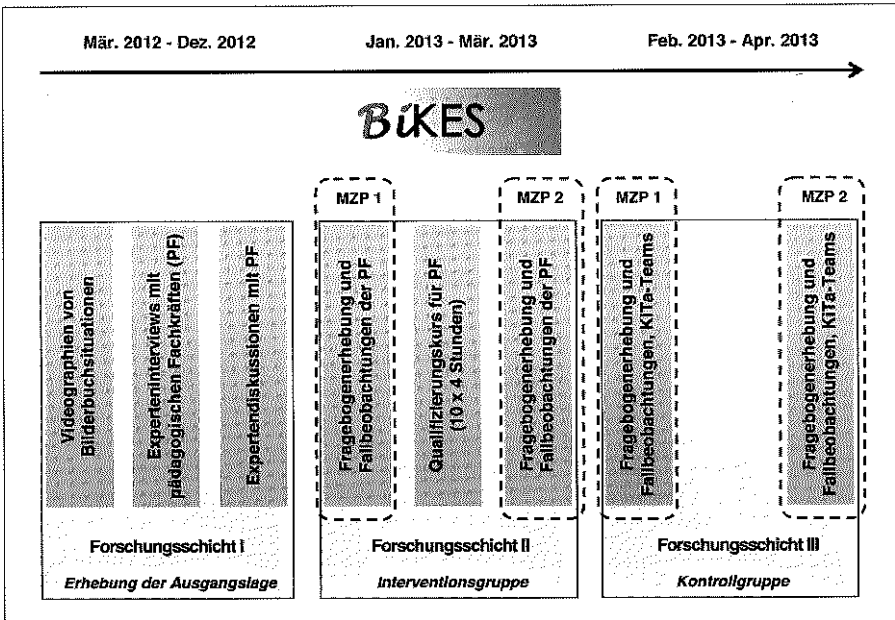 Mär. 2012 - Dez. 2012
Jan. 2013 - Mär. 2013
Feb. 2013 - Apr. 2013
BiKES
MZP 1
MZP 2
MZP 1
MZP 2
Videographien von
Bilderbuchsituationen
Experteninterviews mit
pädagogischen Fachkräften (PF)
Expertendiskussionen mit PF
Fragebogenerhebung und
Fallbeobachtungen der PF
Qualifizierungskurs für PF
(10 x 4 Stunden)
Fragebogenerhebung und
Fallbeobachtungen der PF
Fragebogenerhebung und
Fallbeobachtungen, KiTa-Teams
Fragebogenerhebung und
Fallbeobachtungen, KiTa-Teams
Forschungsschicht I
Erhebung der Ausgangslage
Forschungsschicht II
Interventionsgruppe
Forschungsschicht III
Kontrollgruppe